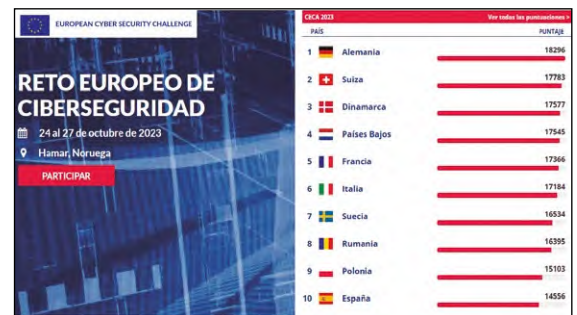 EUROPEAN CYBER SECURITY CHALLENGE
RETO EUROPEO DE
CIBERSEGURIDAD
24 al 27 de octubre de 2023
Hamar, Noruega
PARTICIPAR
CECA 2023 Ver todas las puntuaciones >
PAÍS PUNTAJE
1 Alemania 18296
2 Suiza 17783
3 Dinamarca 17577
4 Países Bajos 17545
5 Francia 17366
6 Italia 17184
7 Suecia 16534
8 Rumania 16395
9 Polonia 15103
10 España 14556